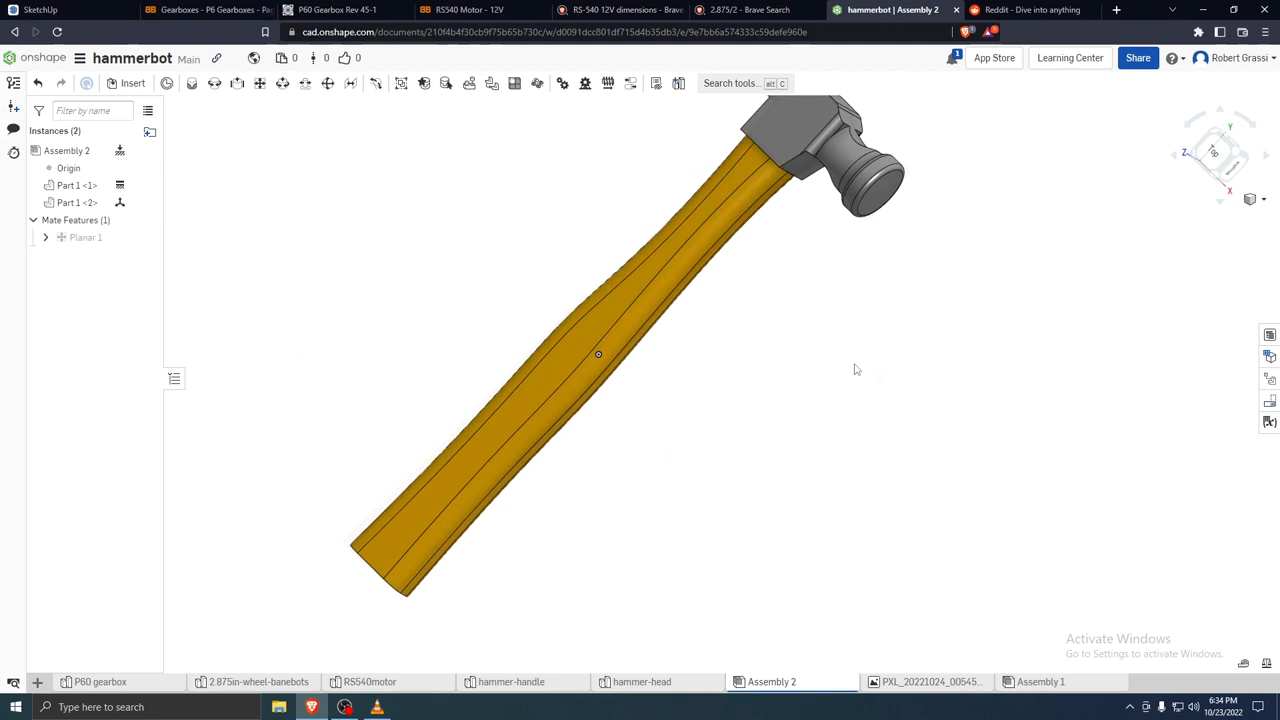 SketchUp
Gearboxes - P6 Gearboxes - Pa
P60 Gearbox Rev 45-1
RS540 Motor - 12V
RS-540 12V dimensions - Brave
2.875/2 - Brave Search
hammerbot | Assembly 2
Reddit - Dive into anything
cad.onshape.com/documents/210f4b4f30cb9f75b65b730c/w/d0091dcc801df715d4b35db3/e/9e7bb6a574333c59defe960e
onshape
hammerbot
Main
0
0
0
1
App Store
Learning Center
Share
Robert Grassi
Insert
Search tools...
alt
C
Filter by name
Instances (2)
Assembly 2
Origin
Part 1 <1>
Part 1 <2>
Mate Features (1)
Planar 1
Top
Z
Y
X
Activate Windows
Go to Settings to activate Windows.
P60 gearbox
2.875in-wheel-banebots
RS540motor
hammer-handle
hammer-head
Assembly 2
PXL_20221024_00545...
Assembly 1
Type here to search
6:34 PM
10/23/2022